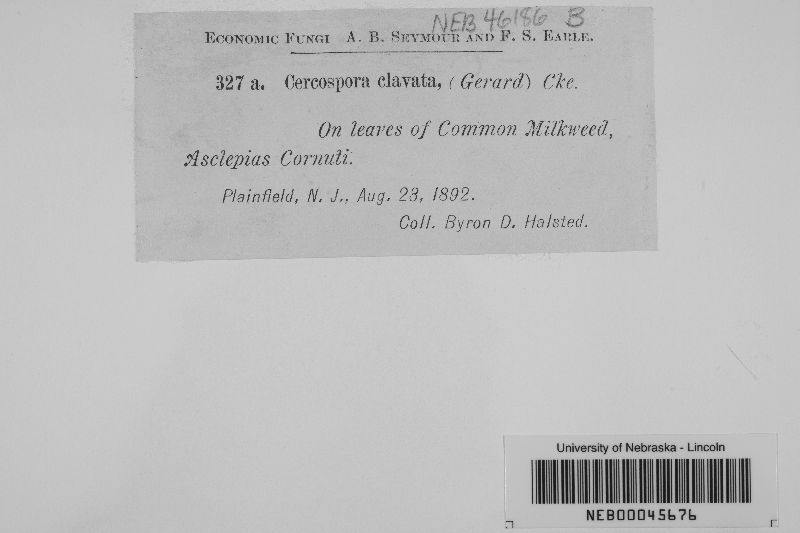 NEB 46186 B
ECONOMIC FUNGI A. B. SEYMOUR AND F. S. EARLE.
327 a. Cercospora clavata, (Gerard) Cke.
On leaves of Common Milkweed,
Asclepias Cornuti.
Plainfield, N. J., Aug. 23, 1892.
Coll. Byron D. Halsted.
University of Nebraska - Lincoln
NEB00045676